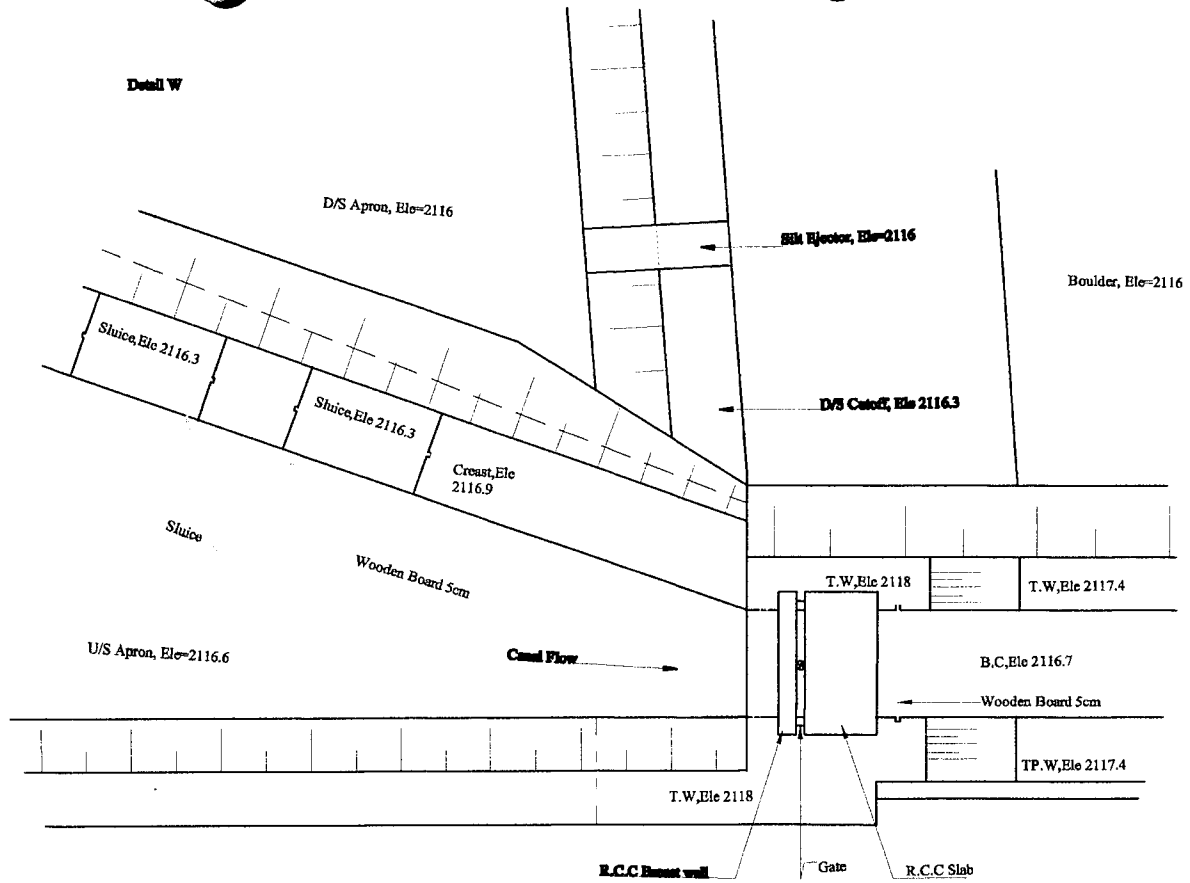 Detail W
D/S Apron, Ele=2116
Silt Ejector, Ele=2116
Boulder, Ele=2116
Sluice,Ele 2116.3
Sluice,Ele 2116.3
D/S Cutoff, Ele 2116.3
Creast,Ele
2116.9
Sluice
Wooden Board 5cm
T.W,Ele 2118
T.W,Ele 2117.4
U/S Apron, Ele=2116.6
Canal Flow
B.C,Ele 2116.7
Wooden Board 5cm
TP.W,Ele 2117.4
T.W,Ele 2118
R.C.C Breast wall
Gate
R.C.C Slab